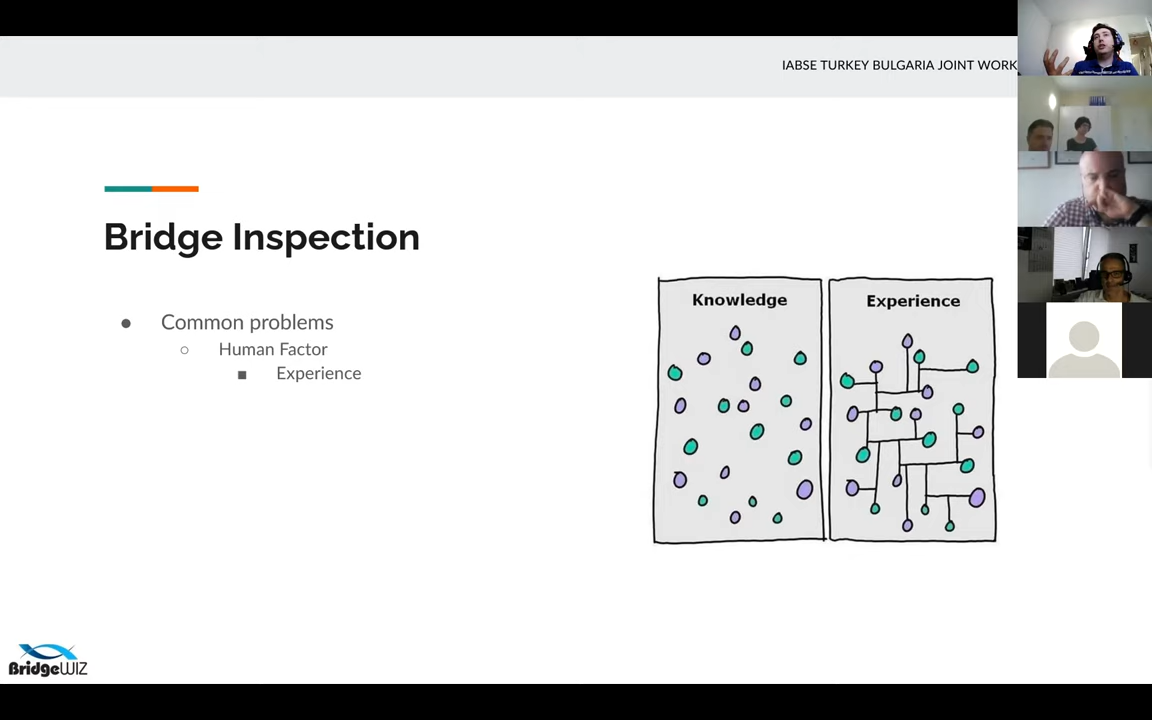 IABSE TURKEY BULGARIA JOINT WORK
Bridge Inspection
● Common problems
○ Human Factor
■ Experience
Knowledge
Experience
BridgeWIZ